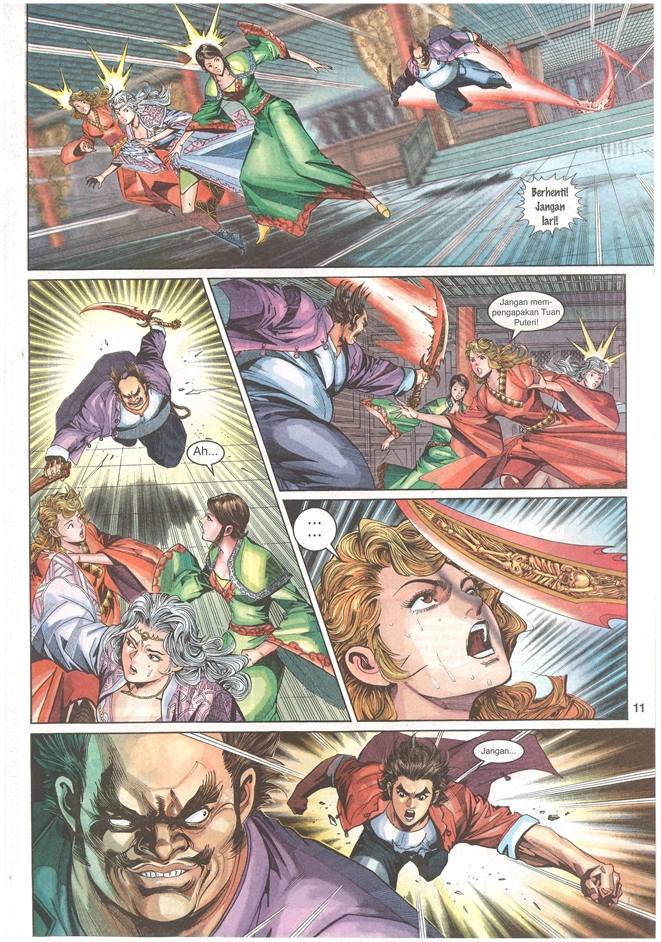 Berhenti!
Jangan
lari!
Ah...
Jangan mem-
pengapakan Tuan
Puteri!
...
...
11
Jangan...